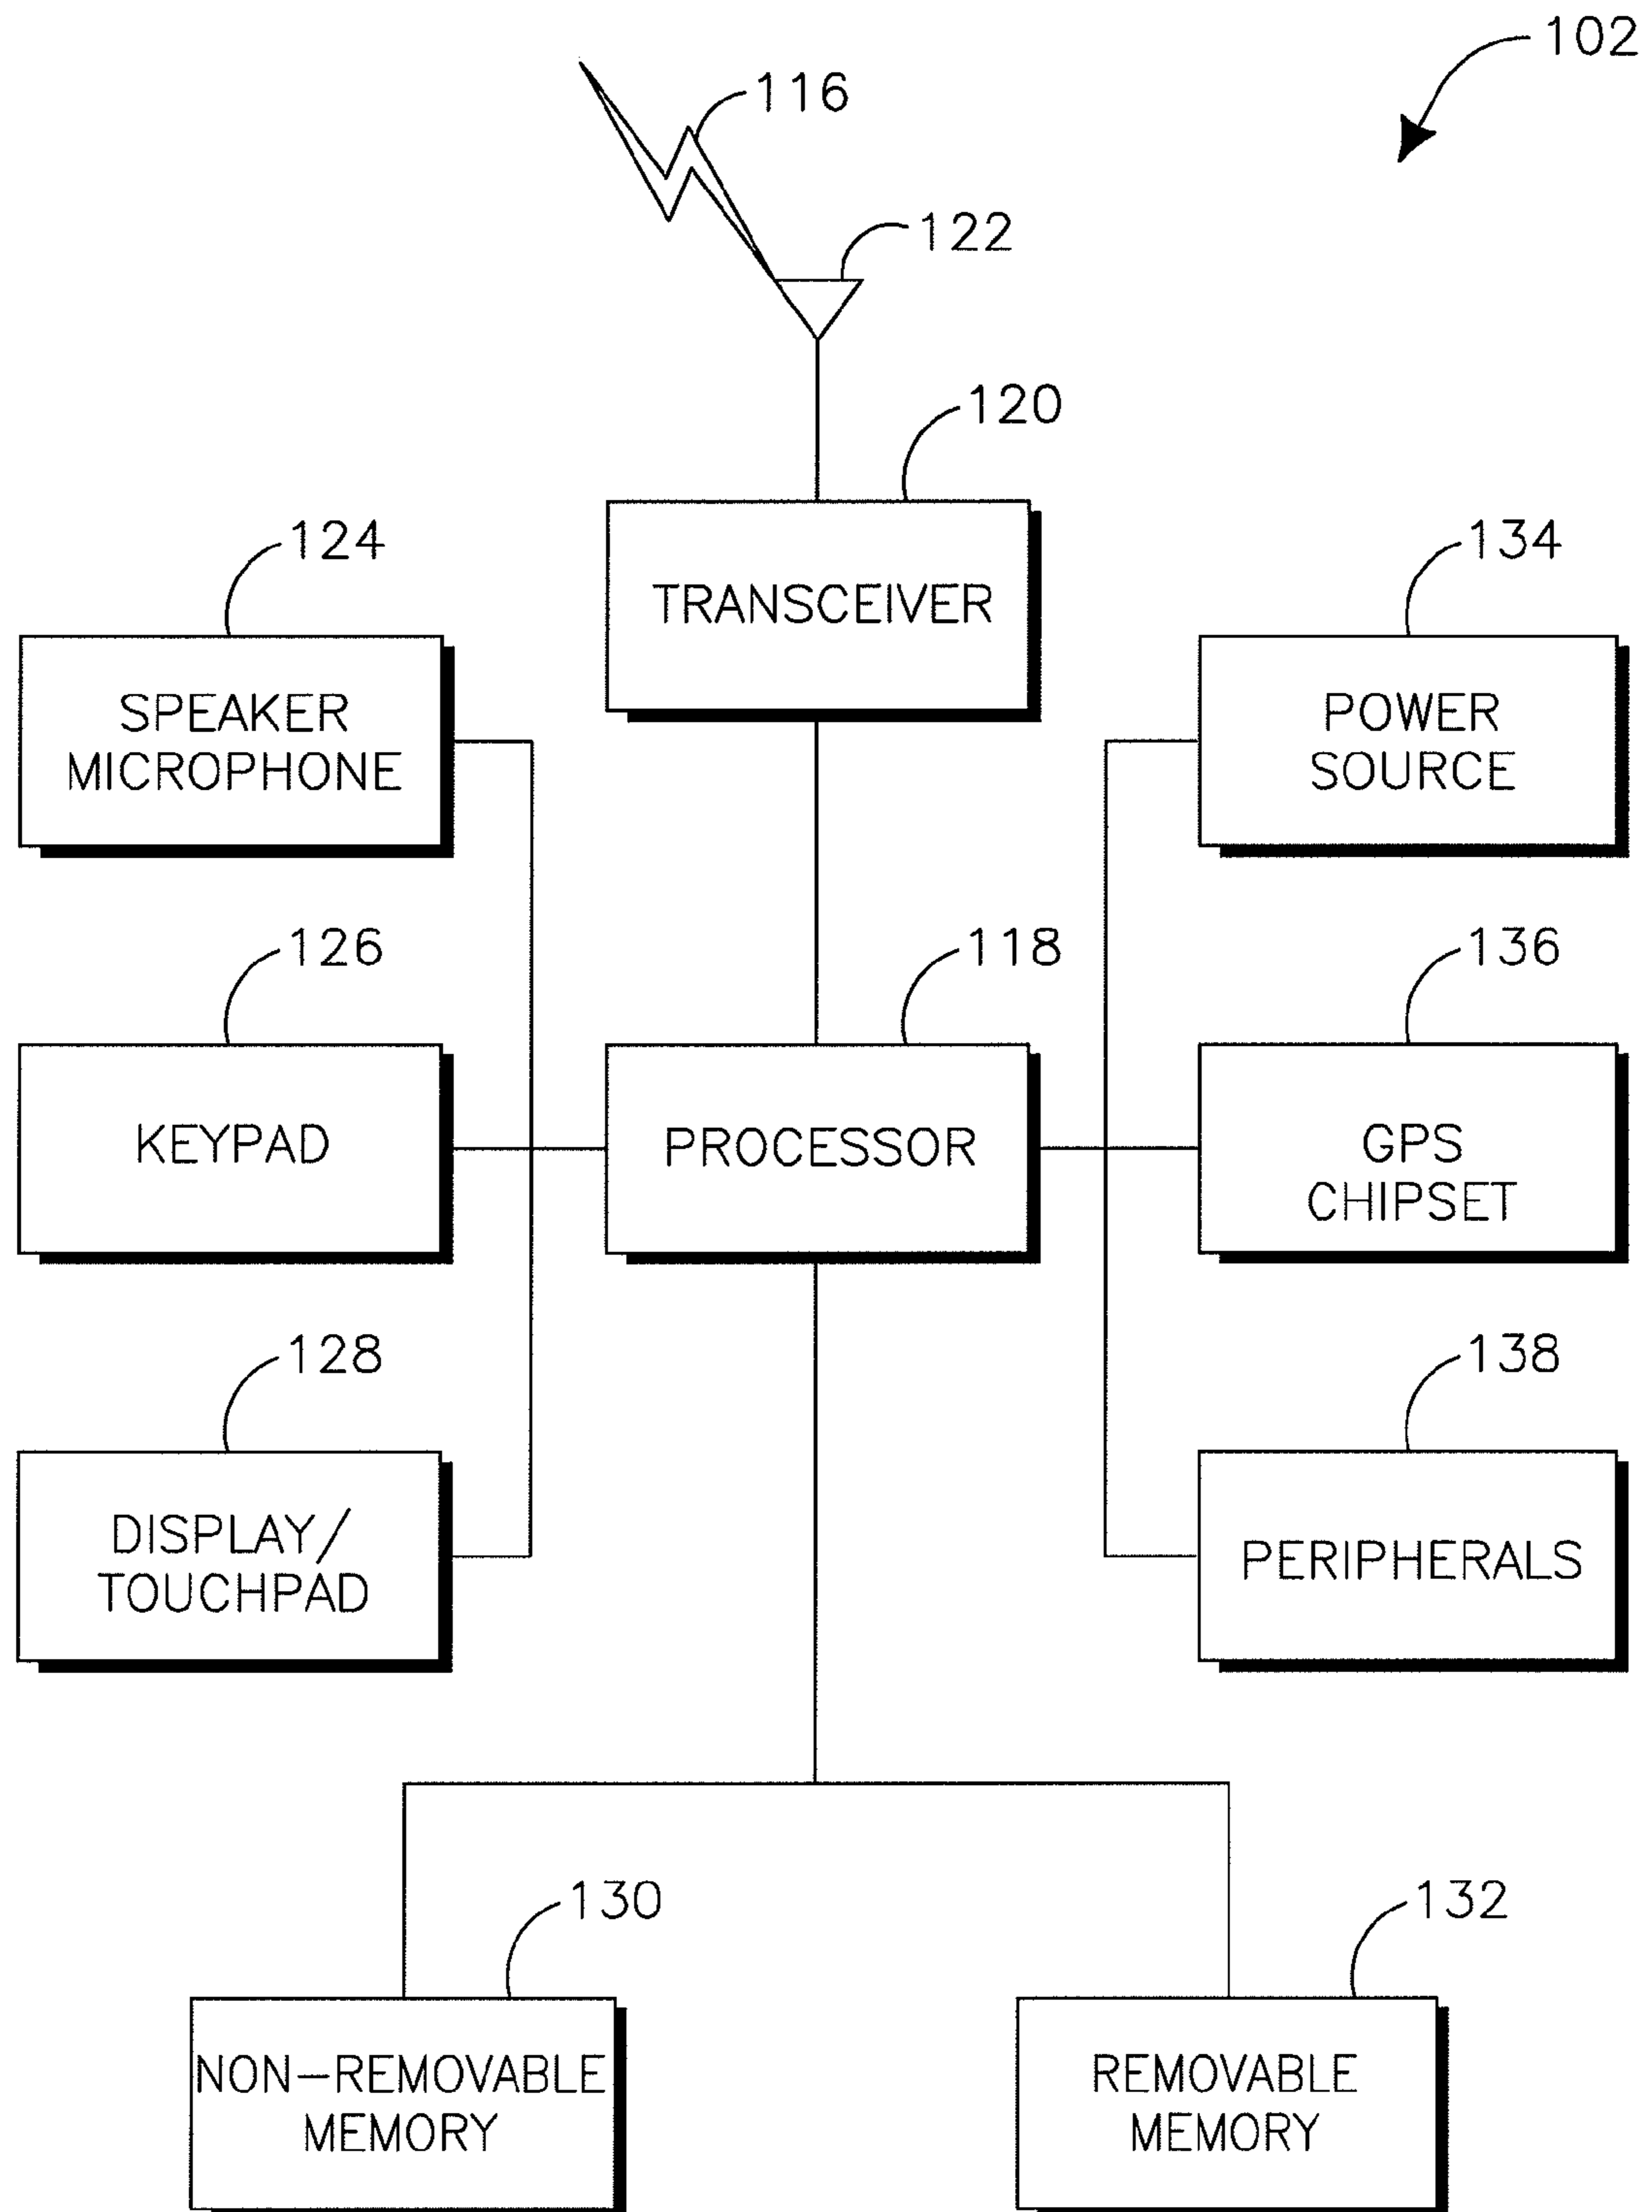 102
116
122
120
TRANSCEIVER
124
SPEAKER
MICROPHONE
134
POWER
SOURCE
126
KEYPAD
118
PROCESSOR
136
GPS
CHIPSET
128
DISPLAY/
TOUCHPAD
138
PERIPHERALS
130
NON-REMOVABLE
MEMORY
132
REMOVABLE
MEMORY